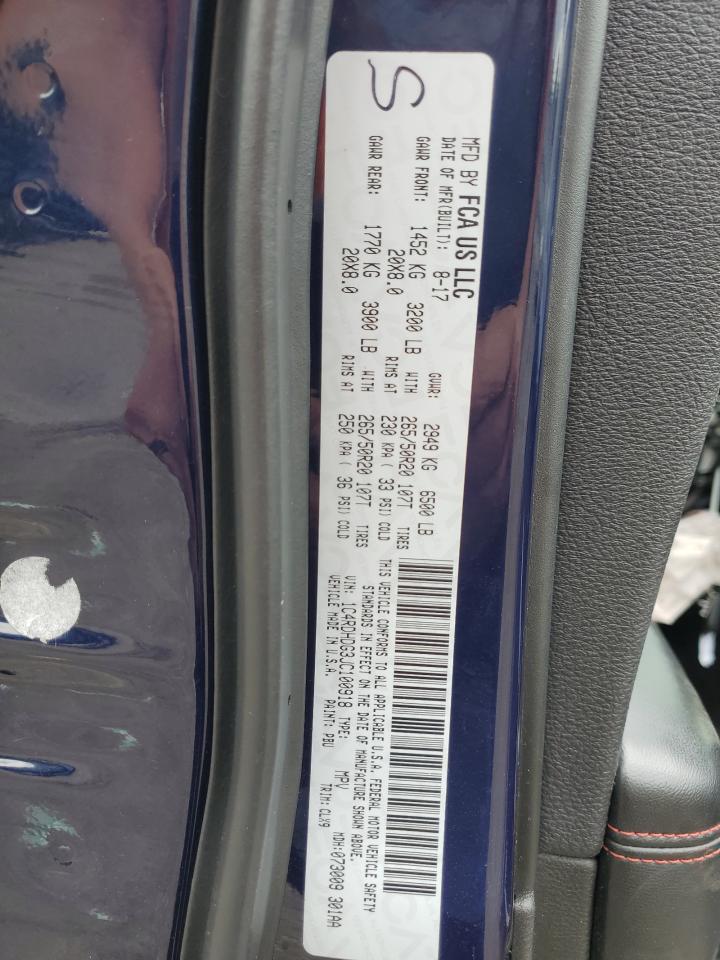 MFD BY FCA US LLC
DATE OF MFR(BUILT): 8-17 GVWR: 2949 KG 6500 LB
GAWR FRONT: 1452 KG 3200 LB WITH 265/50R20 107T TIRES
20X8.0 RIMS AT 230 KPA ( 33 PSI) COLD
GAWR REAR: 1770 KG 3900 LB WITH 265/50R20 107T TIRES
20X8.0 RIMS AT 250 KPA ( 36 PSI) COLD
S
THIS VEHICLE CONFORMS TO ALL APPLICABLE U.S.A. FEDERAL MOTOR VEHICLE SAFETY
STANDARDS IN EFFECT ON THE DATE OF MANUFACTURE SHOWN ABOVE.
VIN: 1C4RDHDG3JC100918 TYPE: MPV MDH:073009 301AA
VEHICLE MADE IN U.S.A. PAINT: PBU TRIM: CLX9